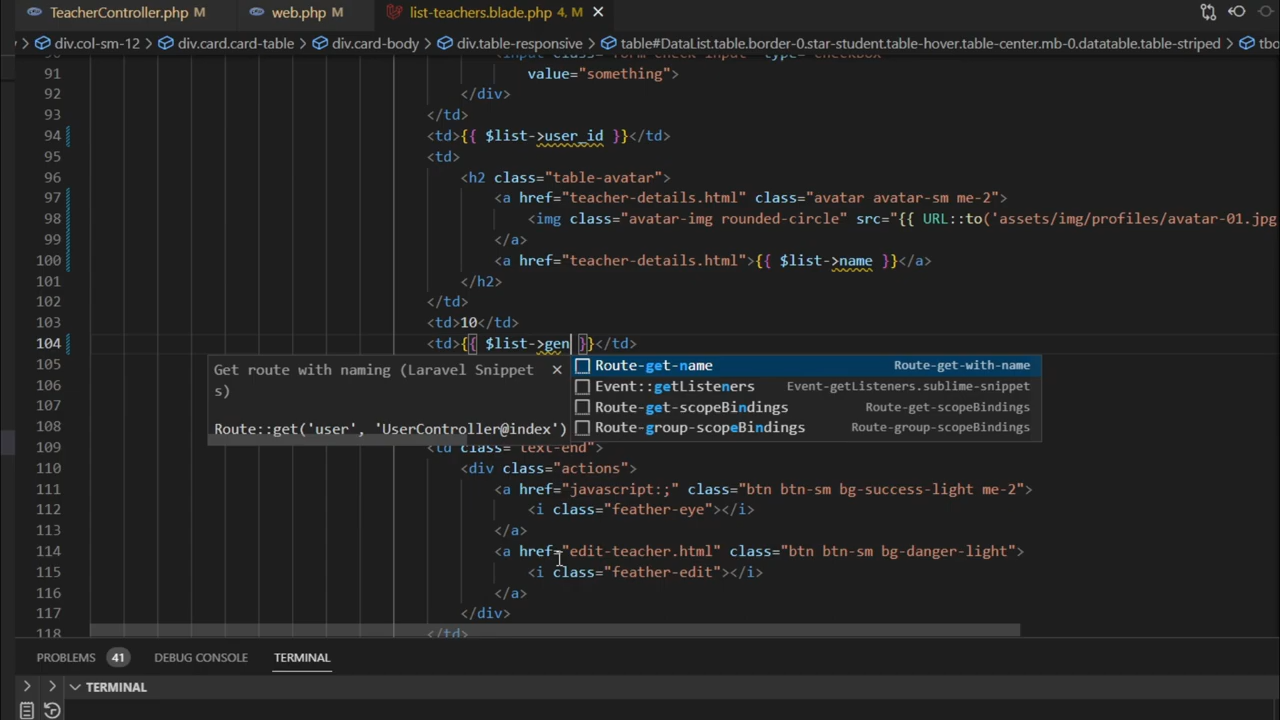 TeacherController.php M
web.php M
list-teachers.blade.php 4, M
div.col-sm-12 > div.card.card-table > div.card-body > div.table-responsive > table#DataList.table.border-0.star-student.table-hover.table-center.mb-0.datatable.table-striped >
91 value="something">
92 </div>
93 </td>
94 <td>{{ $list->user_id }}</td>
95 <td>
96 <h2 class="table-avatar">
97 <a href="teacher-details.html" class="avatar avatar-sm me-2">
98 <img class="avatar-img rounded-circle" src="{{ URL::to('assets/img/profiles/avatar-01.jpg
99 </a>
100 <a href="teacher-details.html">{{ $list->name }}</a>
101 </h2>
102 </td>
103 <td>10</td>
104 <td>{{ $list->gen }}</td>
105
106
107
108
Get route with naming (Laravel Snippet
s)
Route::get('user', 'UserController@index')
Route-get-name Route-get-with-name
Event::getListeners Event-getListeners.sublime-snippet
Route-get-scopeBindings Route-get-scopeBindings
Route-group-scopeBindings Route-group-scopeBindings
109 <td class="text-end">
110 <div class="actions">
111 <a href="javascript:;" class="btn btn-sm bg-success-light me-2">
112 <i class="feather-eye"></i>
113 </a>
114 <a href="edit-teacher.html" class="btn btn-sm bg-danger-light">
115 <i class="feather-edit"></i>
116 </a>
117 </div>
118 </td>
PROBLEMS 41 DEBUG CONSOLE TERMINAL
TERMINAL